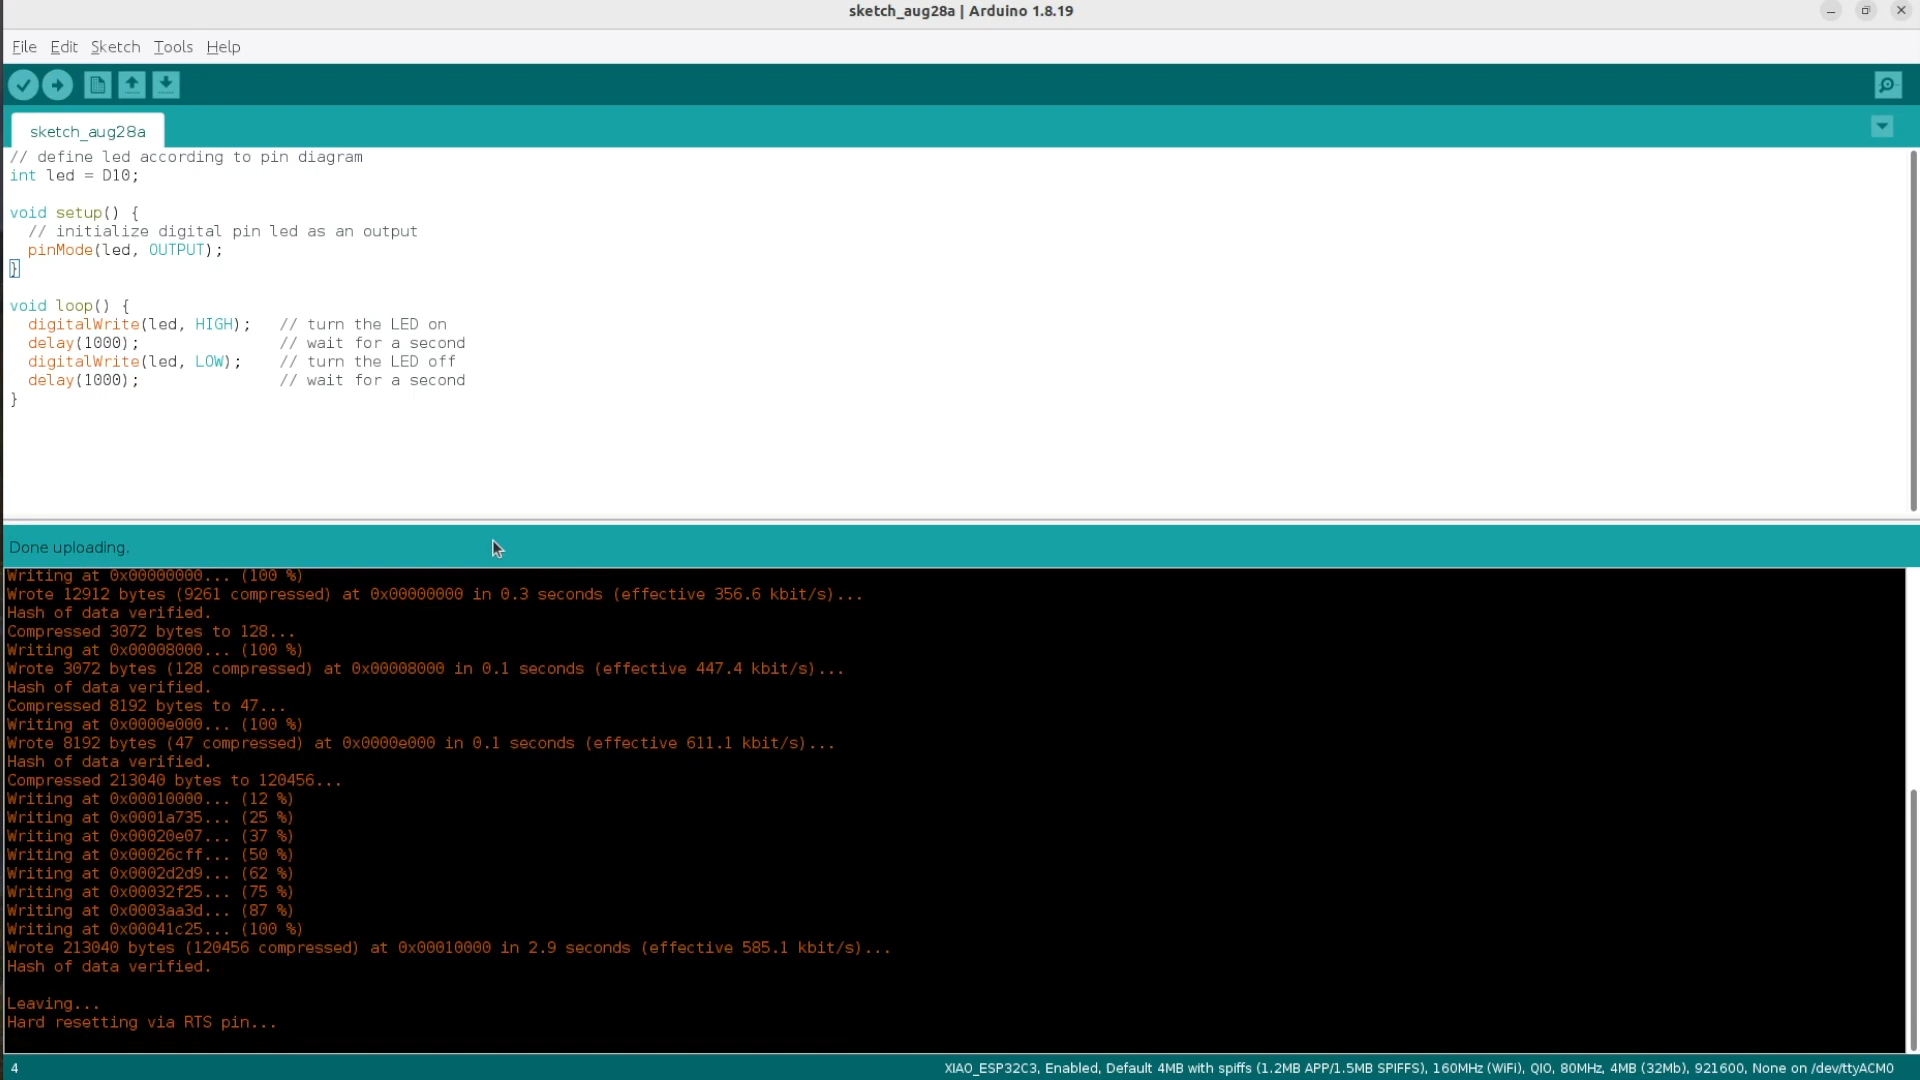 sketch_aug28a | Arduino 1.8.19
File Edit Sketch Tools Help
sketch_aug28a
// define led according to pin diagram
int led = D10;
void setup() {
  // initialize digital pin led as an output
  pinMode(led, OUTPUT);
}
void loop() {
  digitalWrite(led, HIGH);   // turn the LED on
  delay(1000);               // wait for a second
  digitalWrite(led, LOW);    // turn the LED off
  delay(1000);               // wait for a second
}
Done uploading.
Writing at 0x00000000... (100 %)
Wrote 12912 bytes (9261 compressed) at 0x00000000 in 0.3 seconds (effective 356.6 kbit/s)...
Hash of data verified.
Compressed 3072 bytes to 128...
Writing at 0x00008000... (100 %)
Wrote 3072 bytes (128 compressed) at 0x00008000 in 0.1 seconds (effective 447.4 kbit/s)...
Hash of data verified.
Compressed 8192 bytes to 47...
Writing at 0x0000e000... (100 %)
Wrote 8192 bytes (47 compressed) at 0x0000e000 in 0.1 seconds (effective 611.1 kbit/s)...
Hash of data verified.
Compressed 213040 bytes to 120456...
Writing at 0x00010000... (12 %)
Writing at 0x0001a735... (25 %)
Writing at 0x00020e07... (37 %)
Writing at 0x00026cff... (50 %)
Writing at 0x0002d2d9... (62 %)
Writing at 0x00032f25... (75 %)
Writing at 0x0003aa3d... (87 %)
Writing at 0x00041c25... (100 %)
Wrote 213040 bytes (120456 compressed) at 0x00010000 in 2.9 seconds (effective 585.1 kbit/s)...
Hash of data verified.
Leaving...
Hard resetting via RTS pin...
4 XIAO_ESP32C3, Enabled, Default 4MB with spiffs (1.2MB APP/1.5MB SPIFFS), 160MHz (WiFi), QIO, 80MHz, 4MB (32Mb), 921600, None on /dev/ttyACM0